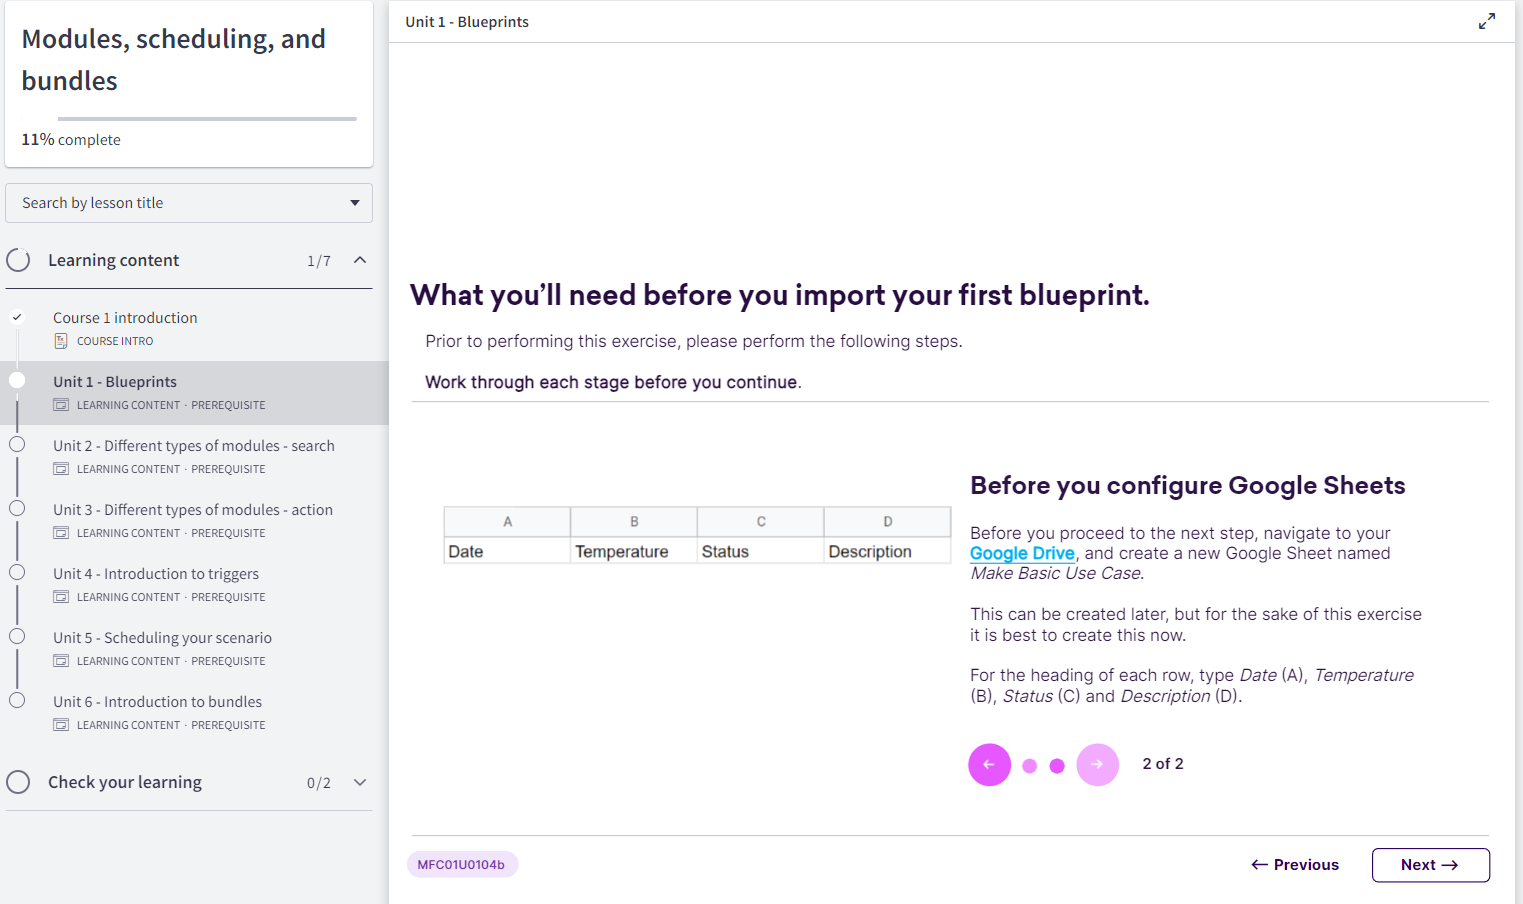 Modules, scheduling, and
bundles
11% complete
Search by lesson title
Learning content 1/7
Course 1 introduction
COURSE INTRO
Unit 1 - Blueprints
LEARNING CONTENT · PREREQUISITE
Unit 2 - Different types of modules - search
LEARNING CONTENT · PREREQUISITE
Unit 3 - Different types of modules - action
LEARNING CONTENT · PREREQUISITE
Unit 4 - Introduction to triggers
LEARNING CONTENT · PREREQUISITE
Unit 5 - Scheduling your scenario
LEARNING CONTENT · PREREQUISITE
Unit 6 - Introduction to bundles
LEARNING CONTENT · PREREQUISITE
Check your learning 0/2
Unit 1 - Blueprints
What you’ll need before you import your first blueprint.
Prior to performing this exercise, please perform the following steps.
Work through each stage before you continue.
A B C D
Date Temperature Status Description
Before you configure Google Sheets
Before you proceed to the next step, navigate to your
Google Drive, and create a new Google Sheet named
Make Basic Use Case.
This can be created later, but for the sake of this exercise
it is best to create this now.
For the heading of each row, type Date (A), Temperature
(B), Status (C) and Description (D).
← → 2 of 2
MFC01U0104b
← Previous Next →